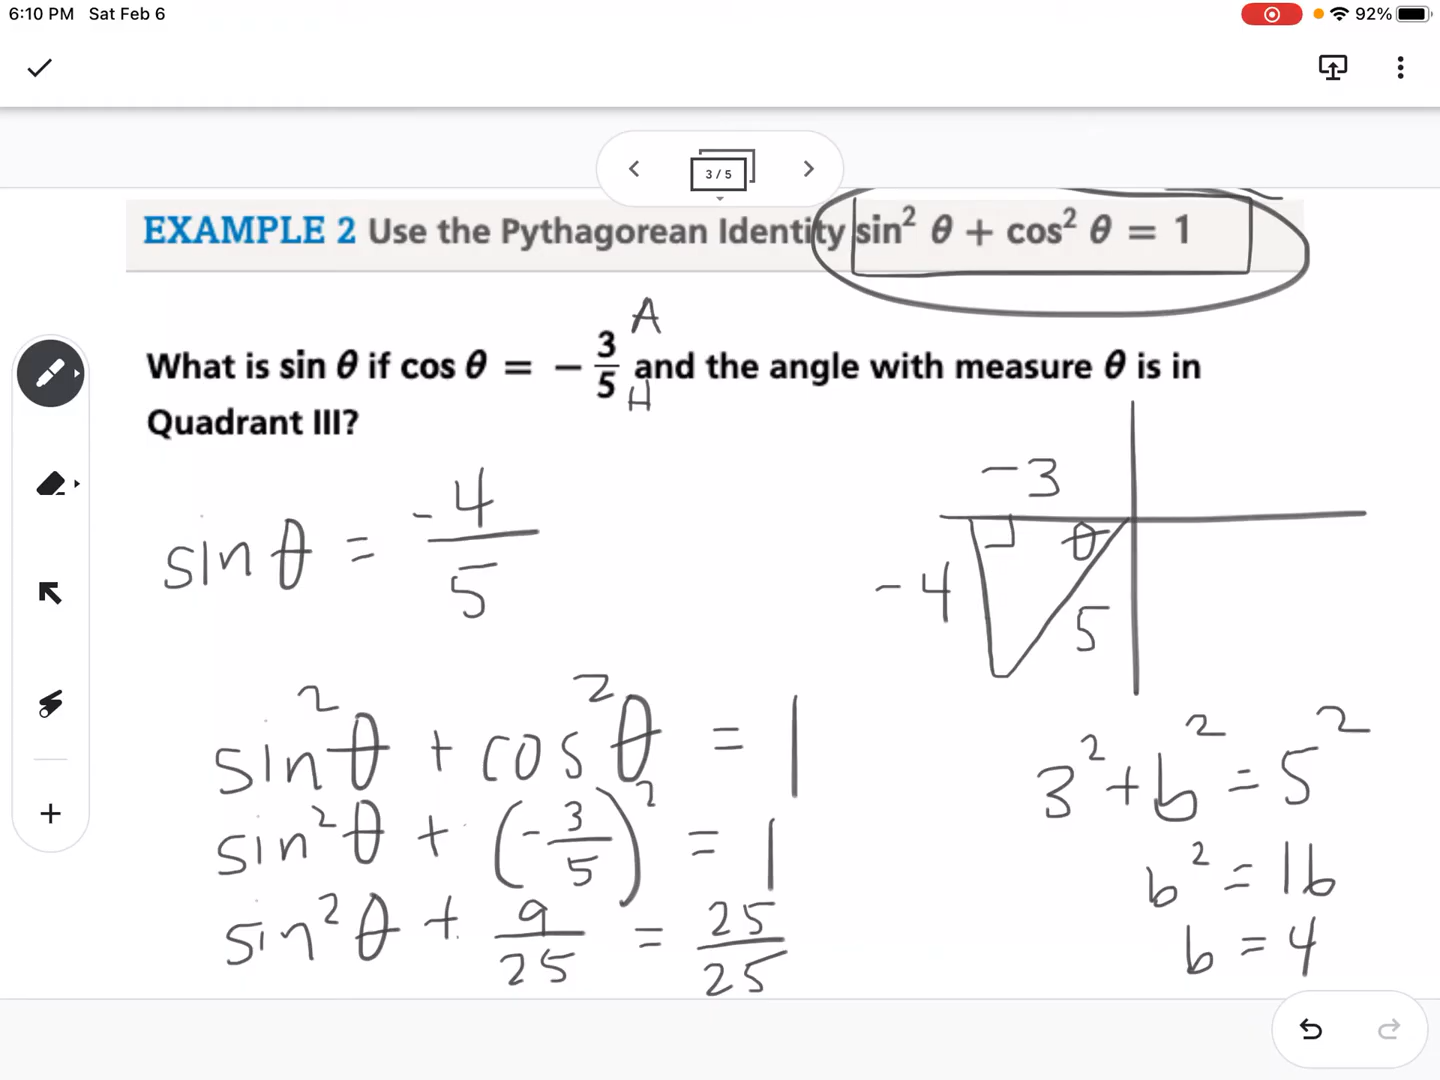 6:10 PM Sat Feb 6
92%
3 / 5
EXAMPLE 2 Use the Pythagorean Identity sin² θ + cos² θ = 1
A
What is sin θ if cos θ = − 3/5 and the angle with measure θ is in
H
Quadrant III?
sin θ = -4/5
-3
θ
-4
5
sin²θ + cos²θ = 1
sin²θ + (-3/5)² = 1
sin²θ + 9/25 = 25/25
3² + b² = 5²
b² = 16
b = 4